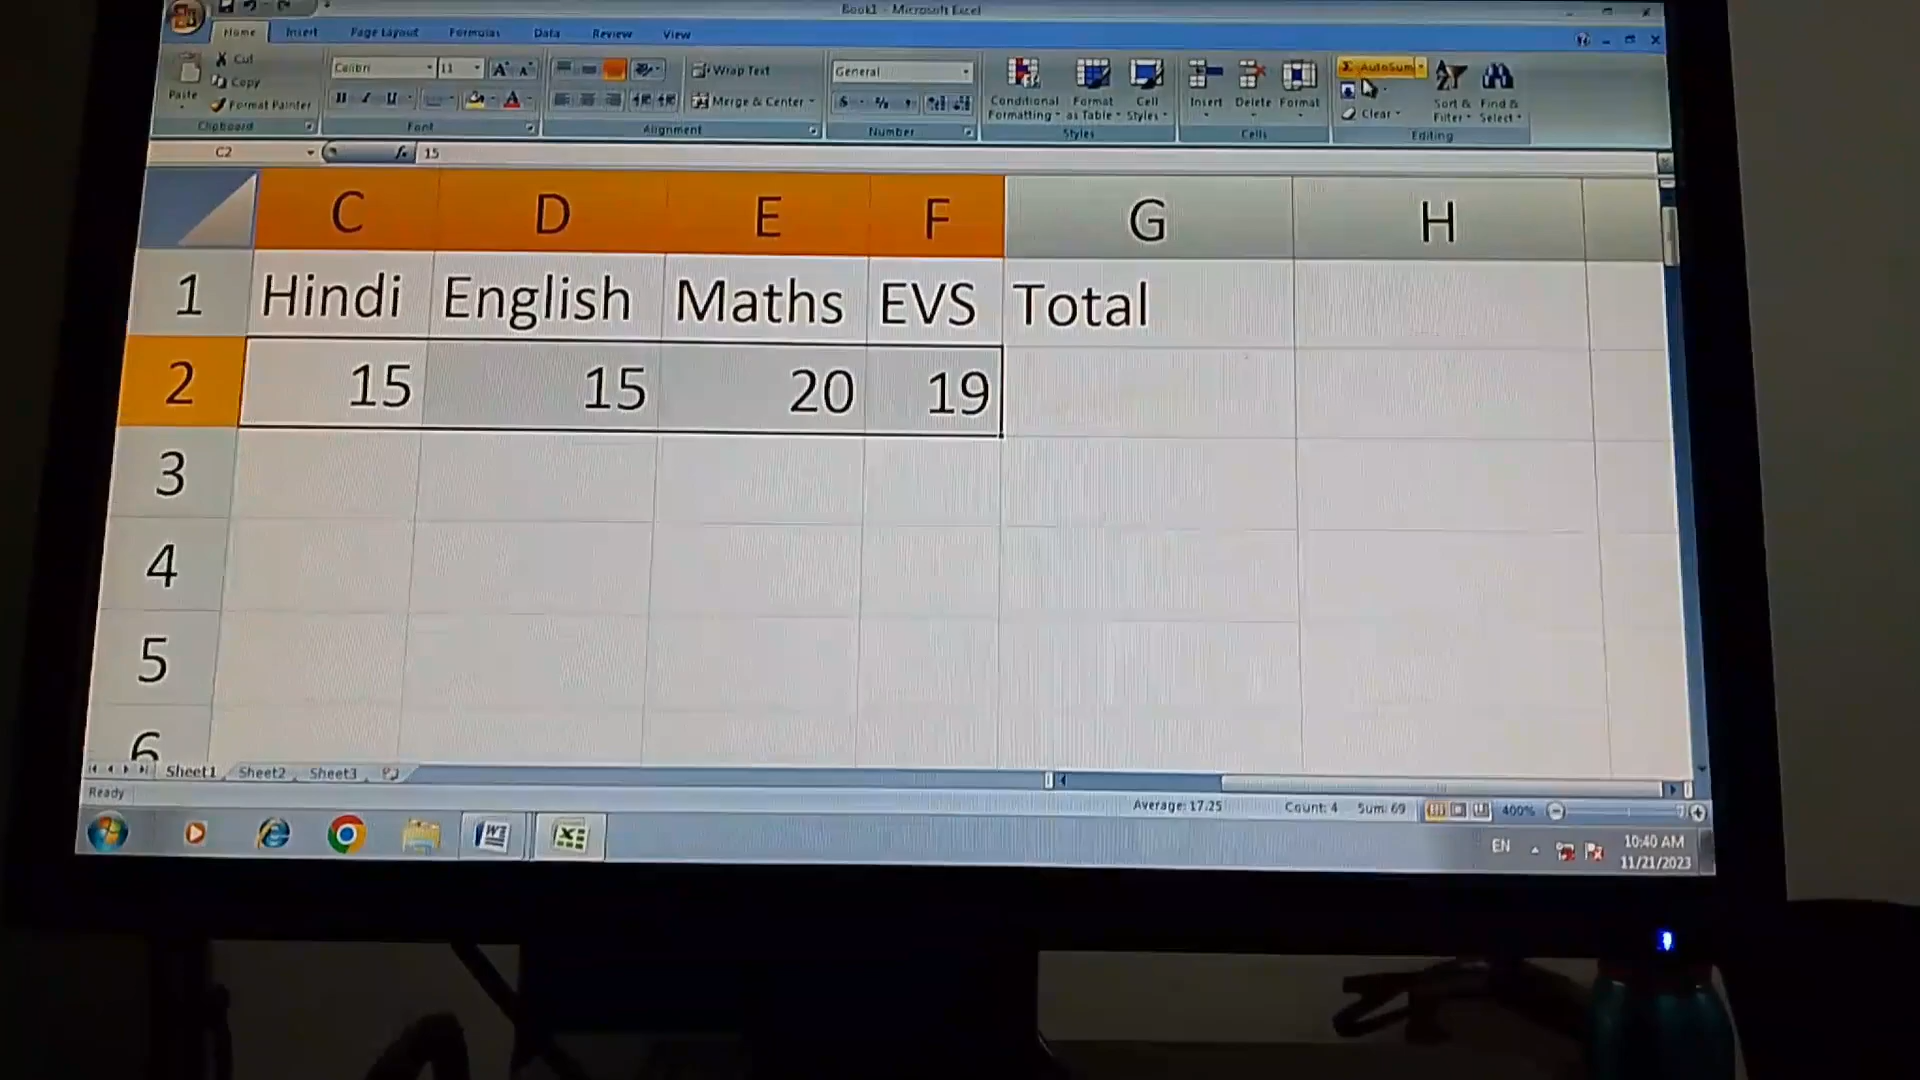 Book1 - Microsoft Excel
Home Insert Page Layout Formulas Data Review View
Cut
Copy
Format Painter
Paste
Clipboard
Calibri 11
B I U
Font
Wrap Text
Merge & Center
Alignment
General
$ % ,
Number
Conditional Formatting
Format as Table
Cell Styles
Styles
Insert Delete Format
Cells
Σ AutoSum
Clear
Sort & Filter
Find & Select
Editing
C2 fx 15
C D E F G H
1 Hindi English Maths EVS Total
2 15 15 20 19
3
4
5
6
Sheet1 Sheet2 Sheet3
Ready Average: 17.25 Count: 4 Sum: 69 400%
EN 10:40 AM
11/21/2023